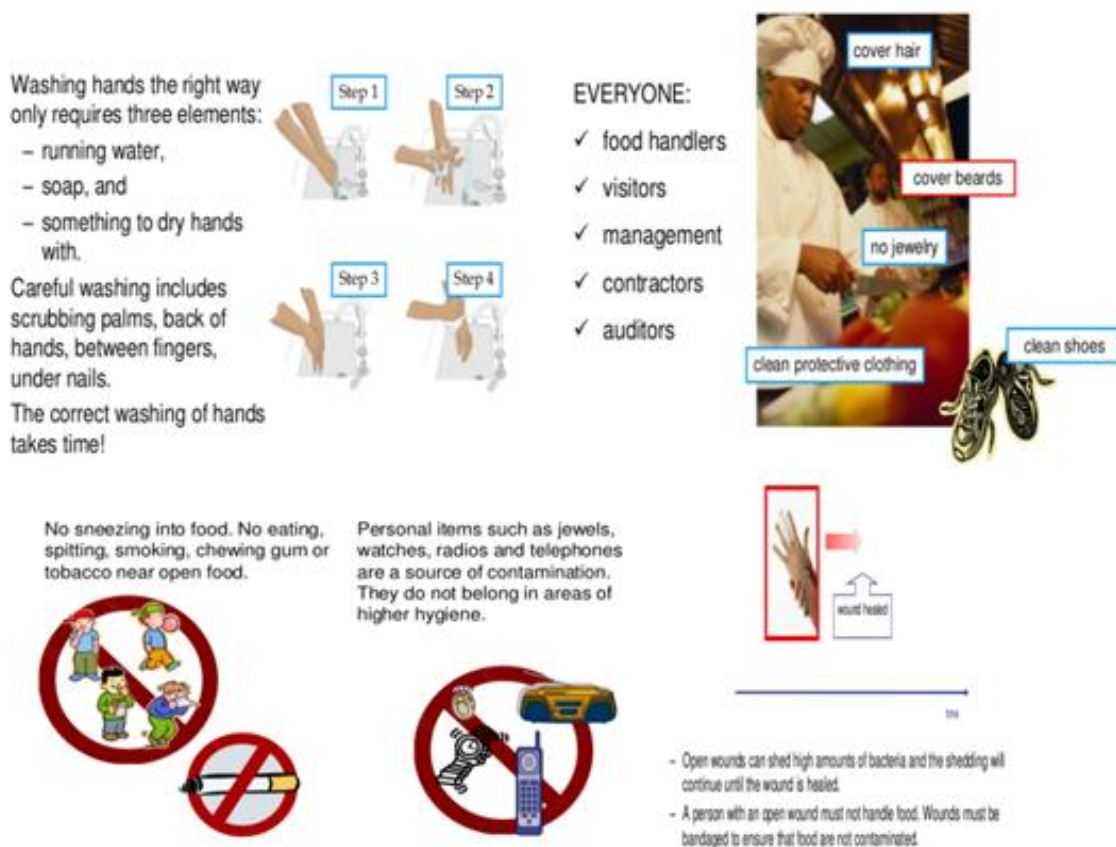 Washing hands the right way
only requires three elements:
– running water,
– soap, and
– something to dry hands
with.
Careful washing includes
scrubbing palms, back of
hands, between fingers,
under nails.
The correct washing of hands
takes time!
Step 1
Step 2
Step 3
Step 4
EVERYONE:
✓ food handlers
✓ visitors
✓ management
✓ contractors
✓ auditors
cover hair
cover beards
no jewelry
clean protective clothing
clean shoes
No sneezing into food. No eating,
spitting, smoking, chewing gum or
tobacco near open food.
Personal items such as jewels,
watches, radios and telephones
are a source of contamination.
They do not belong in areas of
higher hygiene.
wound healed
time
– Open wounds can shed high amounts of bacteria and the shedding will
continue until the wound is healed.
– A person with an open wound must not handle food. Wounds must be
bandaged to ensure that food are not contaminated.